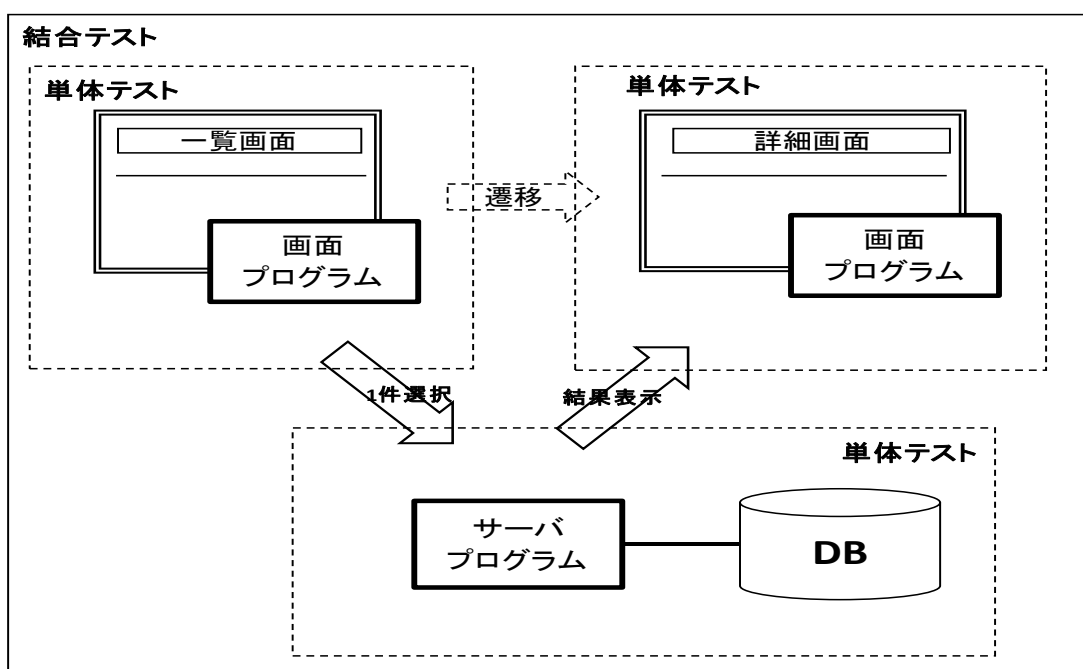 結合テスト
単体テスト
一覧画面
画面
プログラム
遷移
単体テスト
詳細画面
画面
プログラム
1件選択
結果表示
単体テスト
サーバ
プログラム
DB